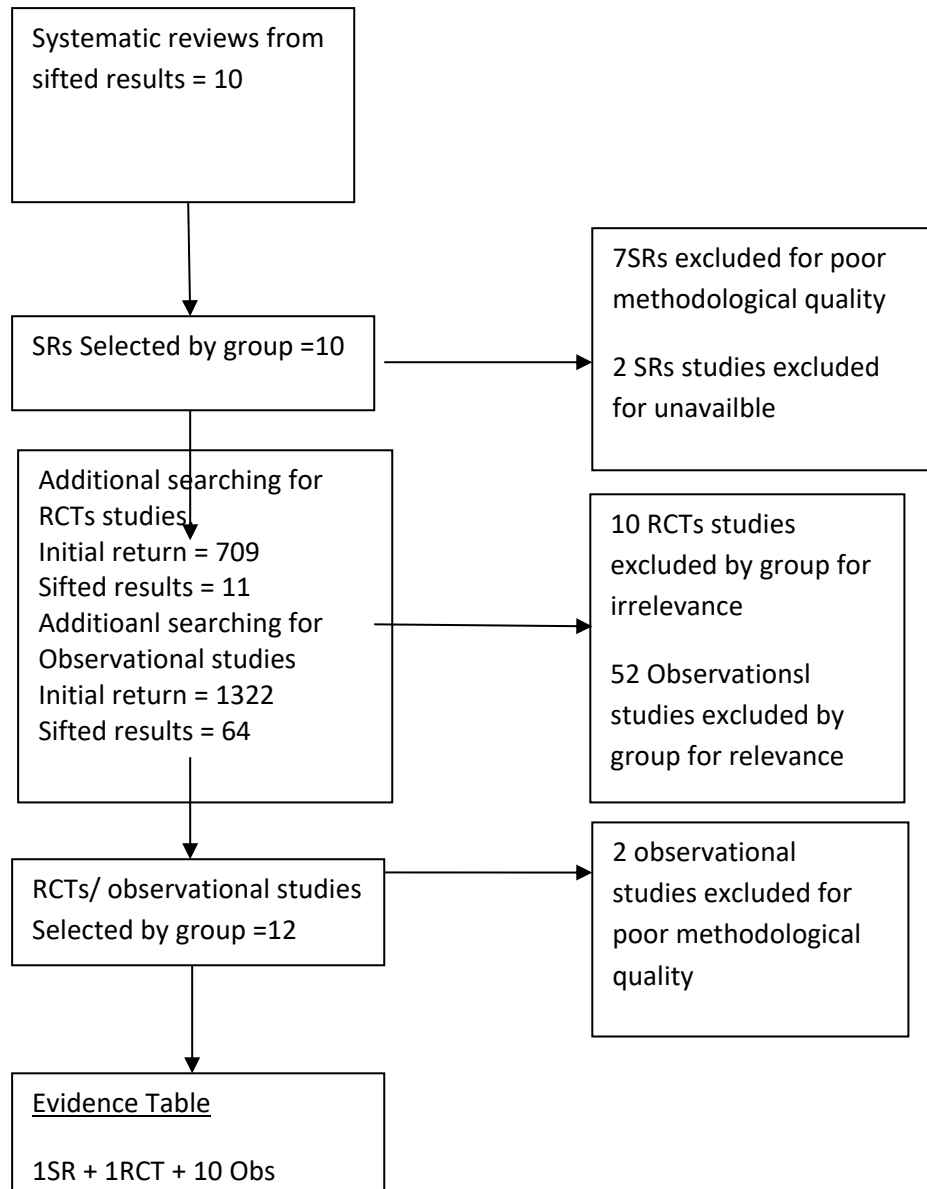 Systematic reviews from
sifted results = 10
7SRs excluded for poor
methodological quality
2 SRs studies excluded
for unavailble
SRs Selected by group =10
Additional searching for
RCTs studies
Initial return = 709
Sifted results = 11
Additioanl searching for
Observational studies
Initial return = 1322
Sifted results = 64
10 RCTs studies
excluded by group for
irrelevance
52 Observationsl
studies excluded by
group for relevance
RCTs/ observational studies
Selected by group =12
2 observational
studies excluded for
poor methodological
quality
Evidence Table
1SR + 1RCT + 10 Obs